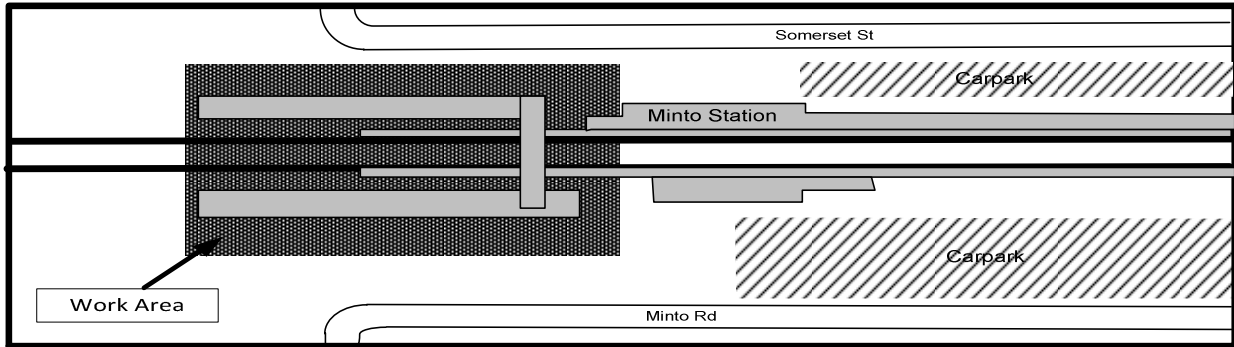 Somerset St
Carpark
Minto Station
Carpark
Work Area
Minto Rd